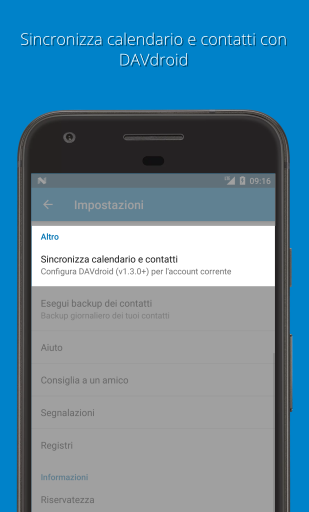 Sincronizza calendario e contatti con
DAVdroid
09:16
Impostazioni
Altro
Sincronizza calendario e contatti
Configura DAVdroid (v1.3.0+) per l'account corrente
Esegui backup dei contatti
Backup giornaliero dei tuoi contatti
Aiuto
Consiglia a un amico
Segnalazioni
Registri
Informazioni
Riservatezza